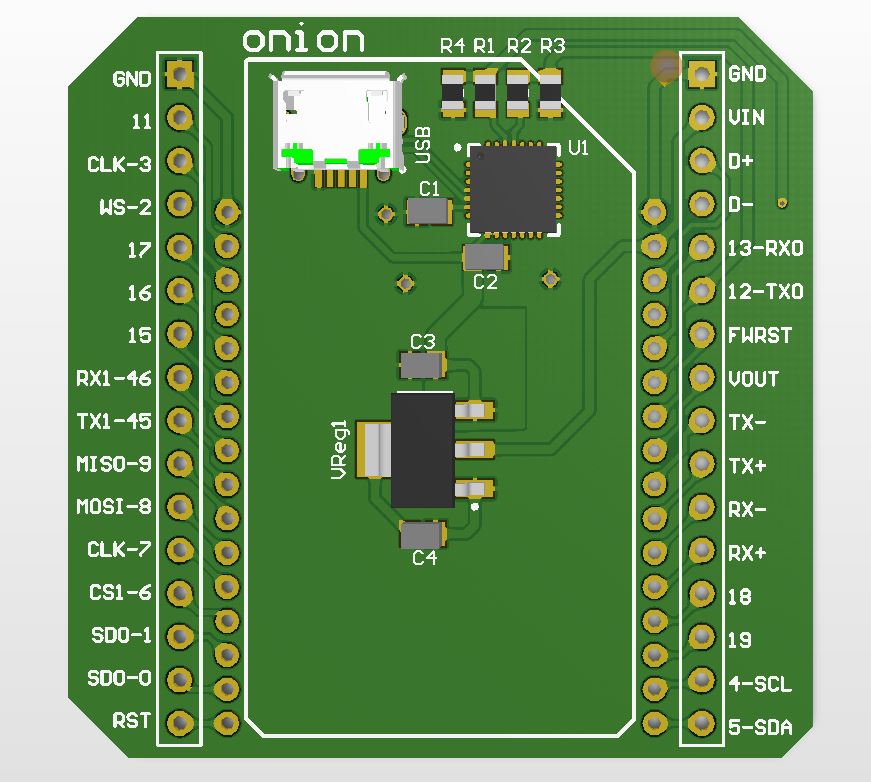 onion
R4 R1 R2 R3
GND
11
CLK-3
WS-2
17
16
15
RX1-46
TX1-45
MISO-9
MOSI-8
CLK-7
CS1-6
SDO-1
SDO-0
RST
USB
U1
C1
C2
C3
VReg1
C4
GND
VIN
D+
D-
13-RX0
12-TX0
FWRST
VOUT
TX-
TX+
RX-
RX+
18
19
4-SCL
5-SDA